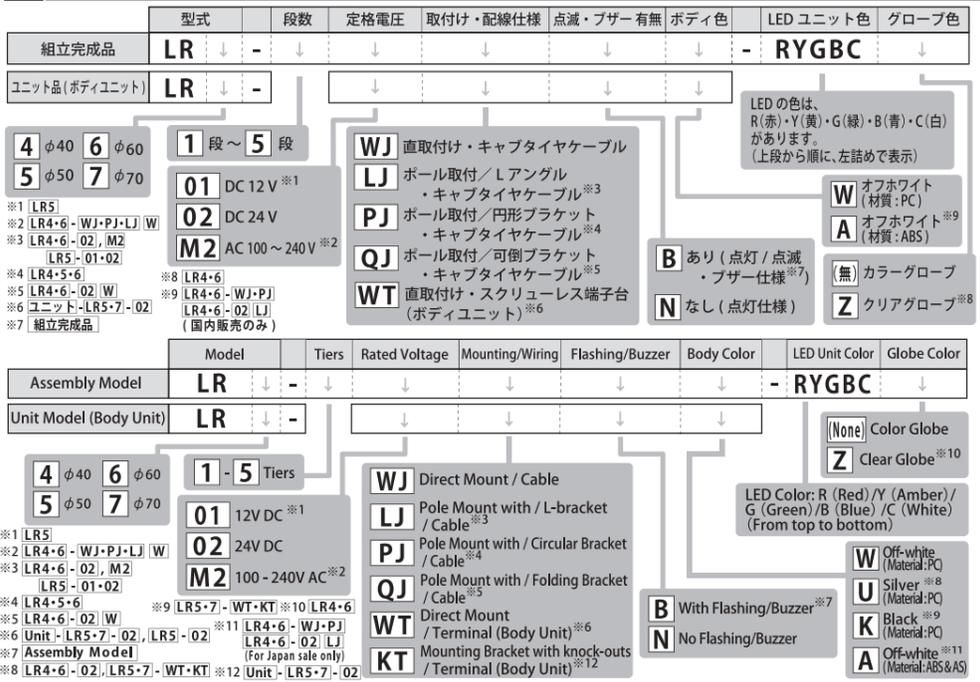 型式 段数 定格電圧 取付け・配線仕様 点滅・ブザー 有無 ボディ色 LED ユニット色 グローブ色
組立完成品 LR ↓ - ↓ ↓ ↓ ↓ ↓ - RYGBC ↓
ユニット品(ボディユニット) LR ↓ - ↓ ↓ ↓ ↓
4 φ40 6 φ60
5 φ50 7 φ70
1 段〜 5 段
01 DC 12 V ※1
02 DC 24 V
M2 AC 100〜240 V ※2
WJ 直取付け・キャブタイヤケーブル
LJ ポール取付/Lアングル
・キャブタイヤケーブル※3
PJ ポール取付/円形ブラケット
・キャブタイヤケーブル※4
QJ ポール取付/可倒ブラケット
・キャブタイヤケーブル※5
WT 直取付け・スクリューレス端子台
(ボディユニット)※6
B あり(点灯/点滅
・ブザー仕様※7)
N なし(点灯仕様)
LED の色は、
R(赤)・Y(黄)・G(緑)・B(青)・C(白)
があります。
(上段から順に、左詰めで表示)
W オフホワイト
(材質:PC)
A オフホワイト※9
(材質:ABS)
(無) カラーグローブ
Z クリアグローブ※8
※1 LR5
※2 LR4・6 - WJ・PJ・LJ W
※3 LR4・6 - 02 , M2
LR5 - 01・02
※4 LR4・5・6
※5 LR4・6 - 02 W
※6 ユニット - LR5・7 - 02
※7 組立完成品
※8 LR4・6
※9 LR4・6 - WJ・PJ
LR4・6 - 02 LJ
(国内販売のみ)
Model Tiers Rated Voltage Mounting/Wiring Flashing/Buzzer Body Color LED Unit Color Globe Color
Assembly Model LR ↓ - ↓ ↓ ↓ ↓ ↓ - RYGBC ↓
Unit Model (Body Unit) LR ↓ - ↓ ↓ ↓ ↓
4 φ40 6 φ60
5 φ50 7 φ70
1 - 5 Tiers
01 12V DC ※1
02 24V DC
M2 100 - 240V AC※2
WJ Direct Mount / Cable
LJ Pole Mount with / L-bracket
/ Cable※3
PJ Pole Mount with / Circular Bracket
/ Cable※4
QJ Pole Mount with / Folding Bracket
/ Cable※5
WT Direct Mount
/ Terminal (Body Unit)※6
KT Mounting Bracket with knock-outs
/ Terminal (Body Unit)※12
B With Flashing/Buzzer※7
N No Flashing/Buzzer
(None) Color Globe
Z Clear Globe※10
LED Color: R (Red)/Y (Amber)/
G (Green)/B (Blue) /C (White)
(From top to bottom)
W Off-white
(Material:PC)
U Silver ※8
(Material:PC)
K Black ※9
(Material:PC)
A Off-white※11
(Material:ABS & AS)
※1 LR5
※2 LR4・6 - WJ・PJ・LJ W
※3 LR4・6 - 02 , M2
LR5 - 01・02
※4 LR4・5・6
※5 LR4・6 - 02 W
※6 Unit - LR5・7 - 02 , LR5 - 02
※7 Assembly Model
※8 LR4・6 - 02 , LR5・7 - WT・KT
※9 LR5・7 - WT・KT ※10 LR4・6
※11 LR4・6 - WJ・PJ
LR4・6 - 02 LJ
(For Japan sale only)
※12 Unit - LR5・7 - 02